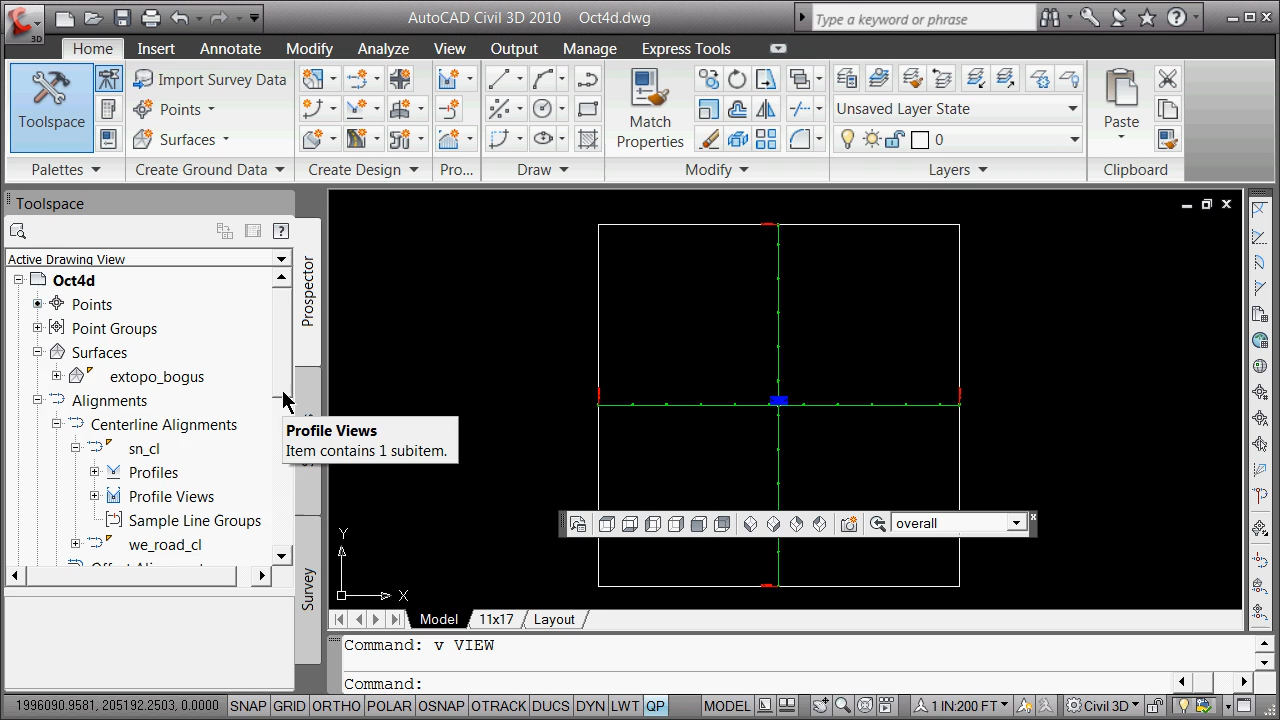 AutoCAD Civil 3D 2010 Oct4d.dwg
Type a keyword or phrase
3D
Home Insert Annotate Modify Analyze View Output Manage Express Tools
Toolspace
Import Survey Data
Points
Surfaces
Match Properties
Unsaved Layer State
0
Paste
Palettes Create Ground Data Create Design Pro... Draw Modify Layers Clipboard
Toolspace
Active Drawing View
Oct4d
Points
Point Groups
Surfaces
extopo_bogus
Alignments
Centerline Alignments
sn_cl
Profiles
Profile Views
Sample Line Groups
we_road_cl
Prospector
Survey
Profile Views
Item contains 1 subitem.
overall
Y
X
Model 11x17 Layout
Command: v VIEW
Command:
1996090.9581, 205192.2503, 0.0000 SNAP GRID ORTHO POLAR OSNAP OTRACK DUCS DYN LWT QP MODEL 1 IN:200 FT Civil 3D